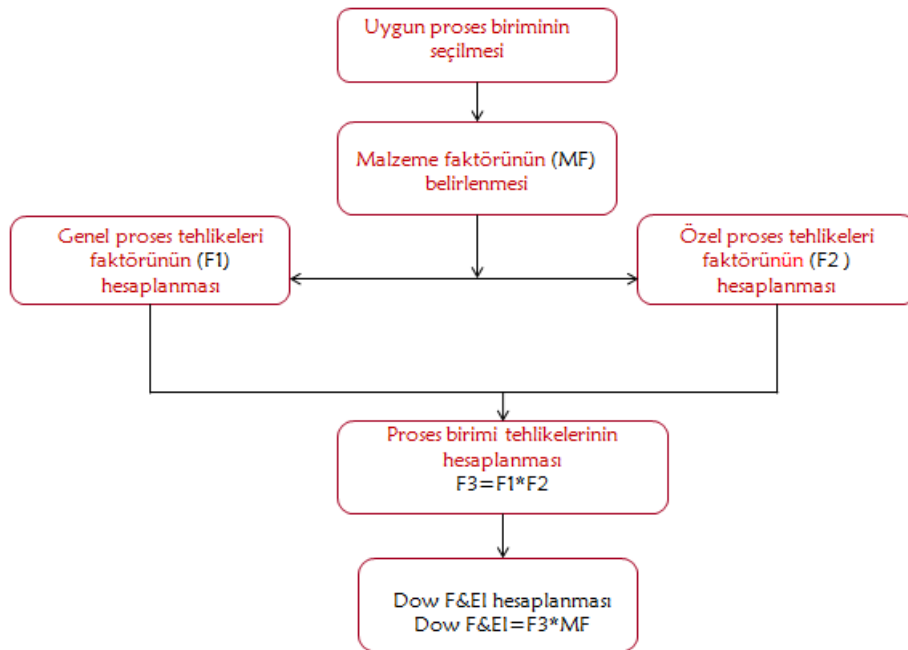 Uygun proses biriminin
seçilmesi
Malzeme faktörünün (MF)
belirlenmesi
Genel proses tehlikeleri
faktörünün (F1)
hesaplanması
Özel proses tehlikeleri
faktörünün (F2 )
hesaplanması
Proses birimi tehlikelerinin
hesaplanması
F3=F1*F2
Dow F&EI hesaplanması
Dow F&EI=F3*MF